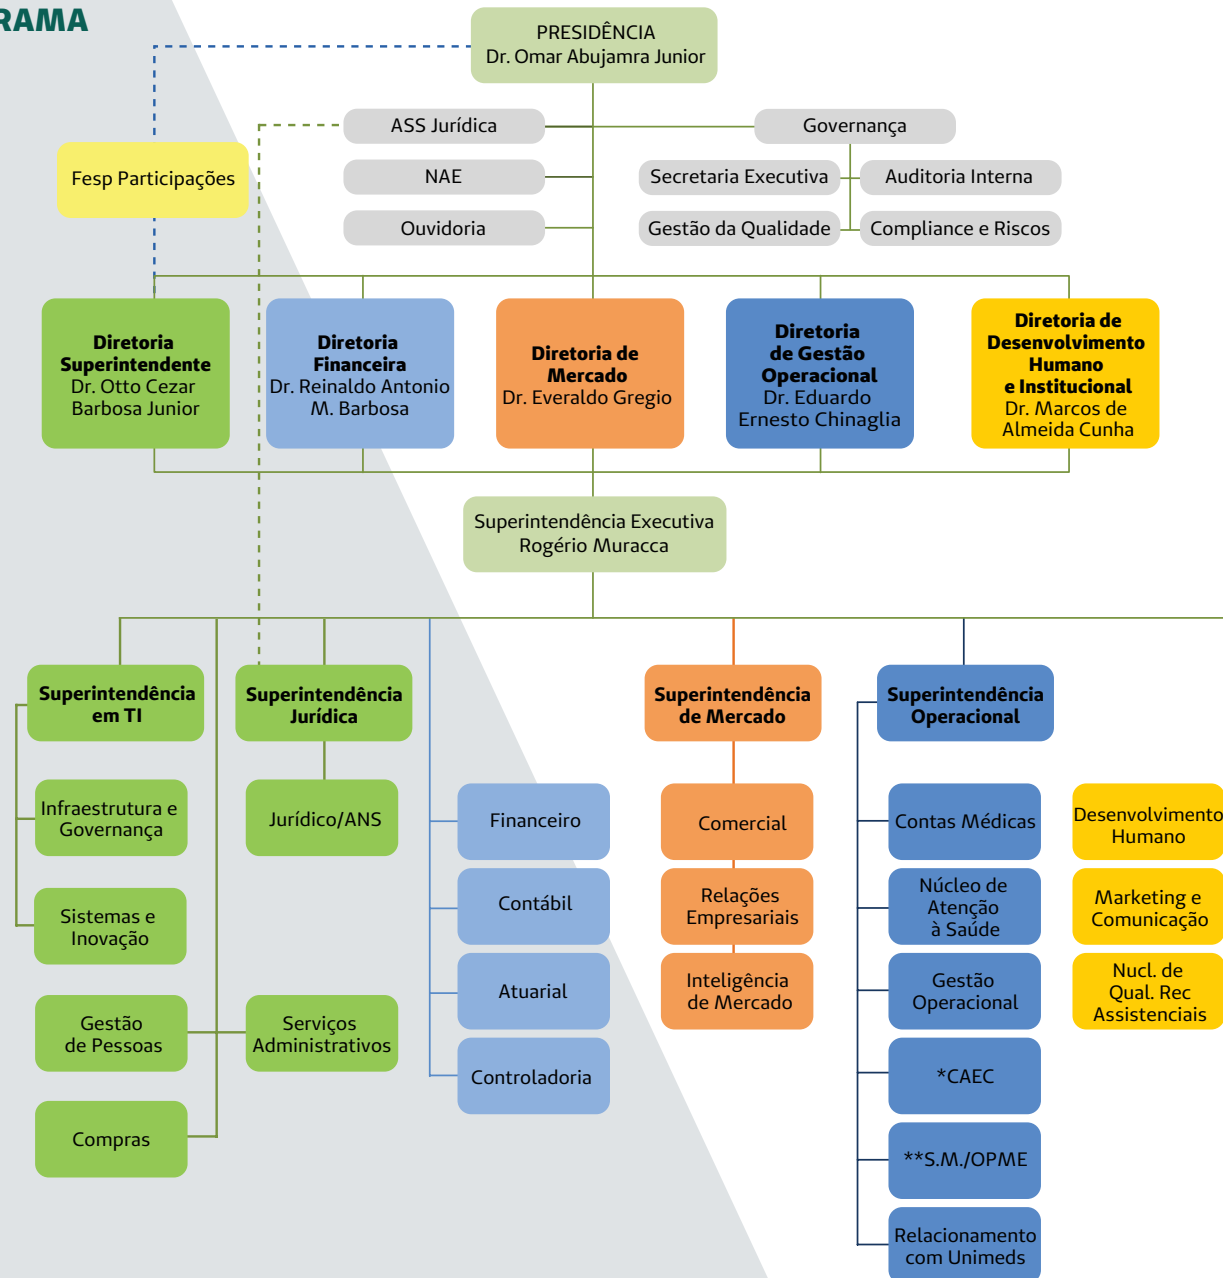 RAMA
PRESIDÊNCIA
Dr. Omar Abujamra Junior
ASS Jurídica
Governança
Fesp Participações
NAE
Secretaria Executiva
Auditoria Interna
Ouvidoria
Gestão da Qualidade
Compliance e Riscos
Diretoria
Superintendente
Dr. Otto Cezar
Barbosa Junior
Diretoria
Financeira
Dr. Reinaldo Antonio
M. Barbosa
Diretoria de
Mercado
Dr. Everaldo Gregio
Diretoria
de Gestão
Operacional
Dr. Eduardo
Ernesto Chinaglia
Diretoria de
Desenvolvimento
Humano
e Institucional
Dr. Marcos de
Almeida Cunha
Superintendência Executiva
Rogério Muracca
Superintendência
em TI
Superintendência
Jurídica
Superintendência
de Mercado
Superintendência
Operacional
Infraestrutura e
Governança
Jurídico/ANS
Financeiro
Comercial
Contas Médicas
Desenvolvimento
Humano
Sistemas e
Inovação
Contábil
Relações
Empresariais
Núcleo de
Atenção
à Saúde
Marketing e
Comunicação
Gestão
de Pessoas
Serviços
Administrativos
Atuarial
Inteligência
de Mercado
Gestão
Operacional
Nucl. de
Qual. Rec
Assistenciais
Compras
Controladoria
*CAEC
**S.M./OPME
Relacionamento
com Unimeds